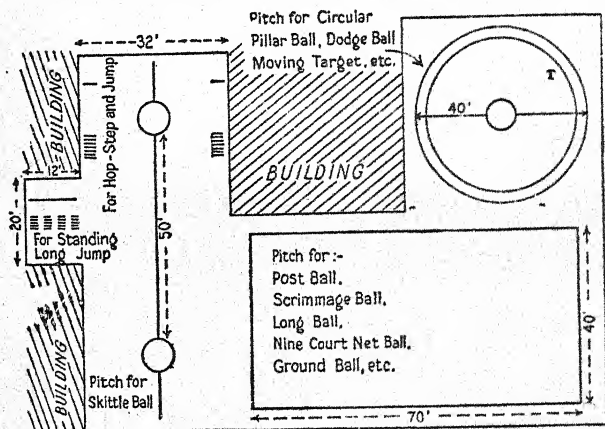 32'
Pitch for Circular
Pillar Ball, Dodge Ball
Moving Target, etc.
BUILDING
For Hop-Step and Jump
40'
T
BUILDING
12'
20'
For Standing
Long Jump
50'
Pitch for:-
Post Ball.
Scrimmage Ball.
Long Ball,
Nine Court Net Ball.
Ground Ball, etc.
40'
BUILDING
Pitch for
Skittle Ball
70'